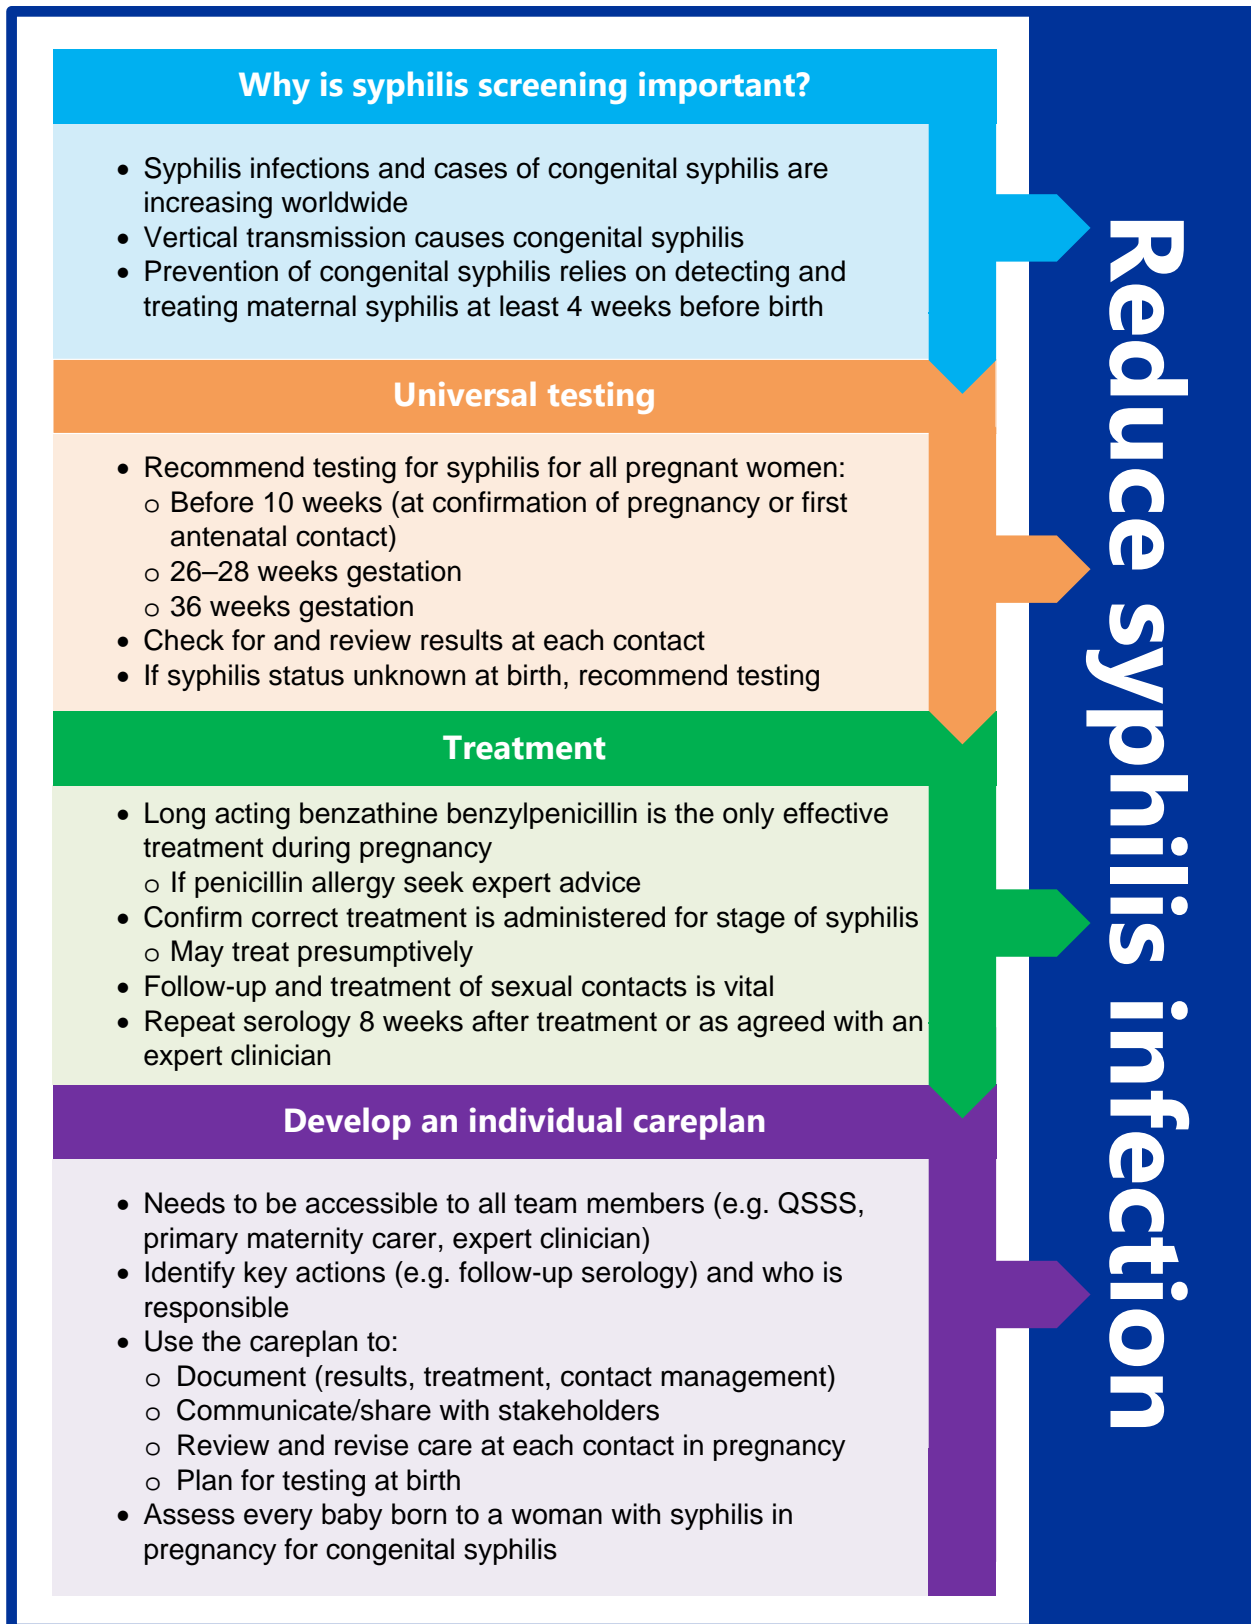 Why is syphilis screening important?
• Syphilis infections and cases of congenital syphilis are
increasing worldwide
• Vertical transmission causes congenital syphilis
• Prevention of congenital syphilis relies on detecting and
treating maternal syphilis at least 4 weeks before birth
Universal testing
• Recommend testing for syphilis for all pregnant women:
o Before 10 weeks (at confirmation of pregnancy or first
antenatal contact)
o 26–28 weeks gestation
o 36 weeks gestation
• Check for and review results at each contact
• If syphilis status unknown at birth, recommend testing
Treatment
• Long acting benzathine benzylpenicillin is the only effective
treatment during pregnancy
o If penicillin allergy seek expert advice
• Confirm correct treatment is administered for stage of syphilis
o May treat presumptively
• Follow-up and treatment of sexual contacts is vital
• Repeat serology 8 weeks after treatment or as agreed with an
expert clinician
Develop an individual careplan
• Needs to be accessible to all team members (e.g. QSSS,
primary maternity carer, expert clinician)
• Identify key actions (e.g. follow-up serology) and who is
responsible
• Use the careplan to:
o Document (results, treatment, contact management)
o Communicate/share with stakeholders
o Review and revise care at each contact in pregnancy
o Plan for testing at birth
• Assess every baby born to a woman with syphilis in
pregnancy for congenital syphilis
Reduce syphilis infection